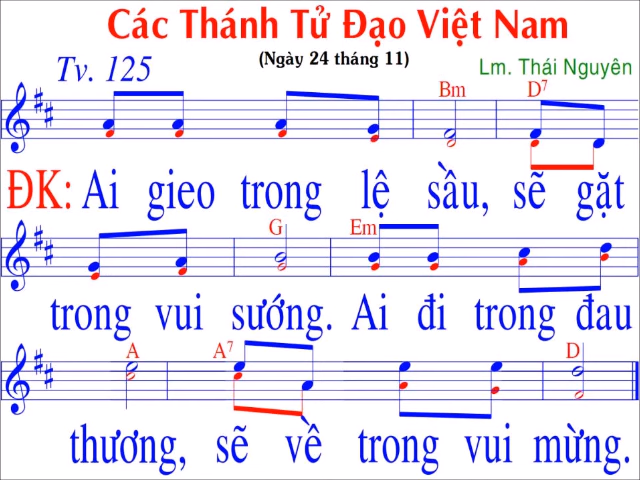 Các Thánh Tử Đạo Việt Nam
(Ngày 24 tháng 11)
Tv. 125
Lm. Thái Nguyên
Bm D7
ĐK: Ai gieo trong lệ sầu, sẽ gặt
G Em
trong vui sướng. Ai đi trong đau
A A7 D
thương, sẽ về trong vui mừng.